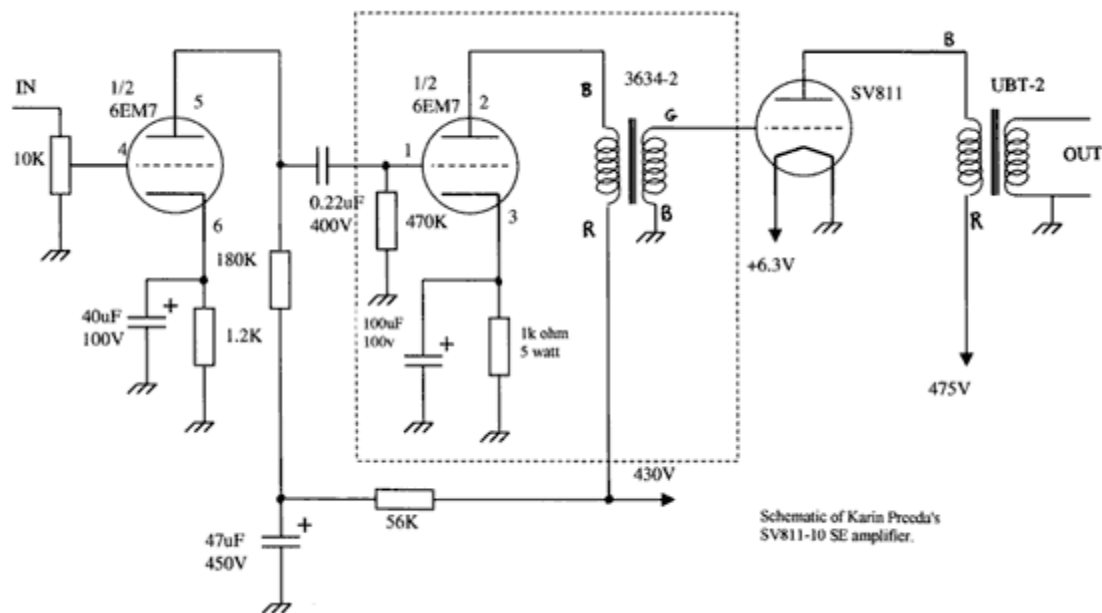 IN
10K
1/2
6EM7
5
4
6
40uF
100V
1.2K
180K
0.22uF
400V
470K
1/2
6EM7
2
1
3
100uF
100v
1k ohm
5 watt
3634-2
B
R
G
B
SV811
+6.3V
B
R
UBT-2
OUT
475V
430V
56K
47uF
450V
Schematic of Karin Preeda's
SV811-10 SE amplifier.